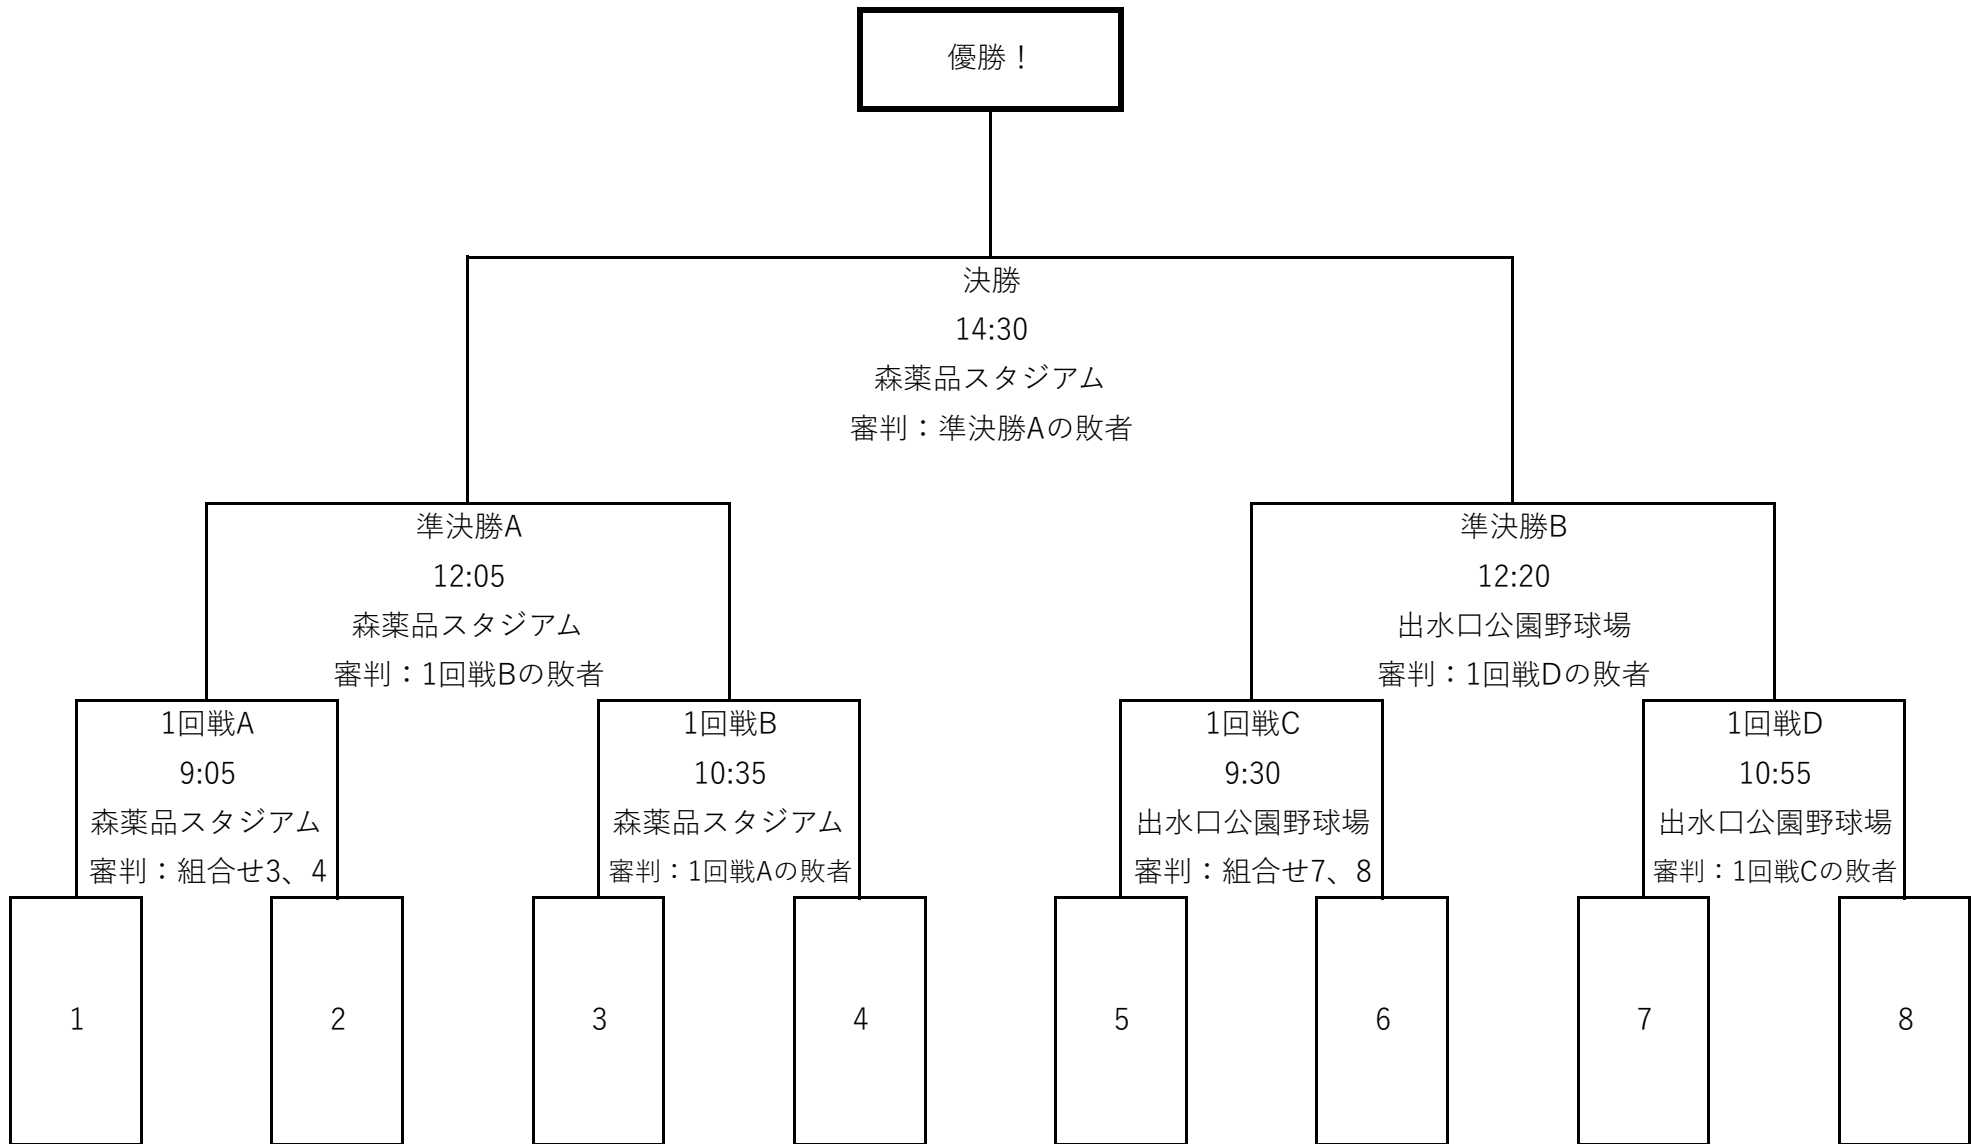 優勝！
決勝
14:30
森薬品スタジアム
審判：準決勝Aの敗者
準決勝A
12:05
森薬品スタジアム
審判：1回戦Bの敗者
準決勝B
12:20
出水口公園野球場
審判：1回戦Dの敗者
1回戦A
9:05
森薬品スタジアム
審判：組合せ3、4
1回戦B
10:35
森薬品スタジアム
審判：1回戦Aの敗者
1回戦C
9:30
出水口公園野球場
審判：組合せ7、8
1回戦D
10:55
出水口公園野球場
審判：1回戦Cの敗者
1
2
3
4
5
6
7
8